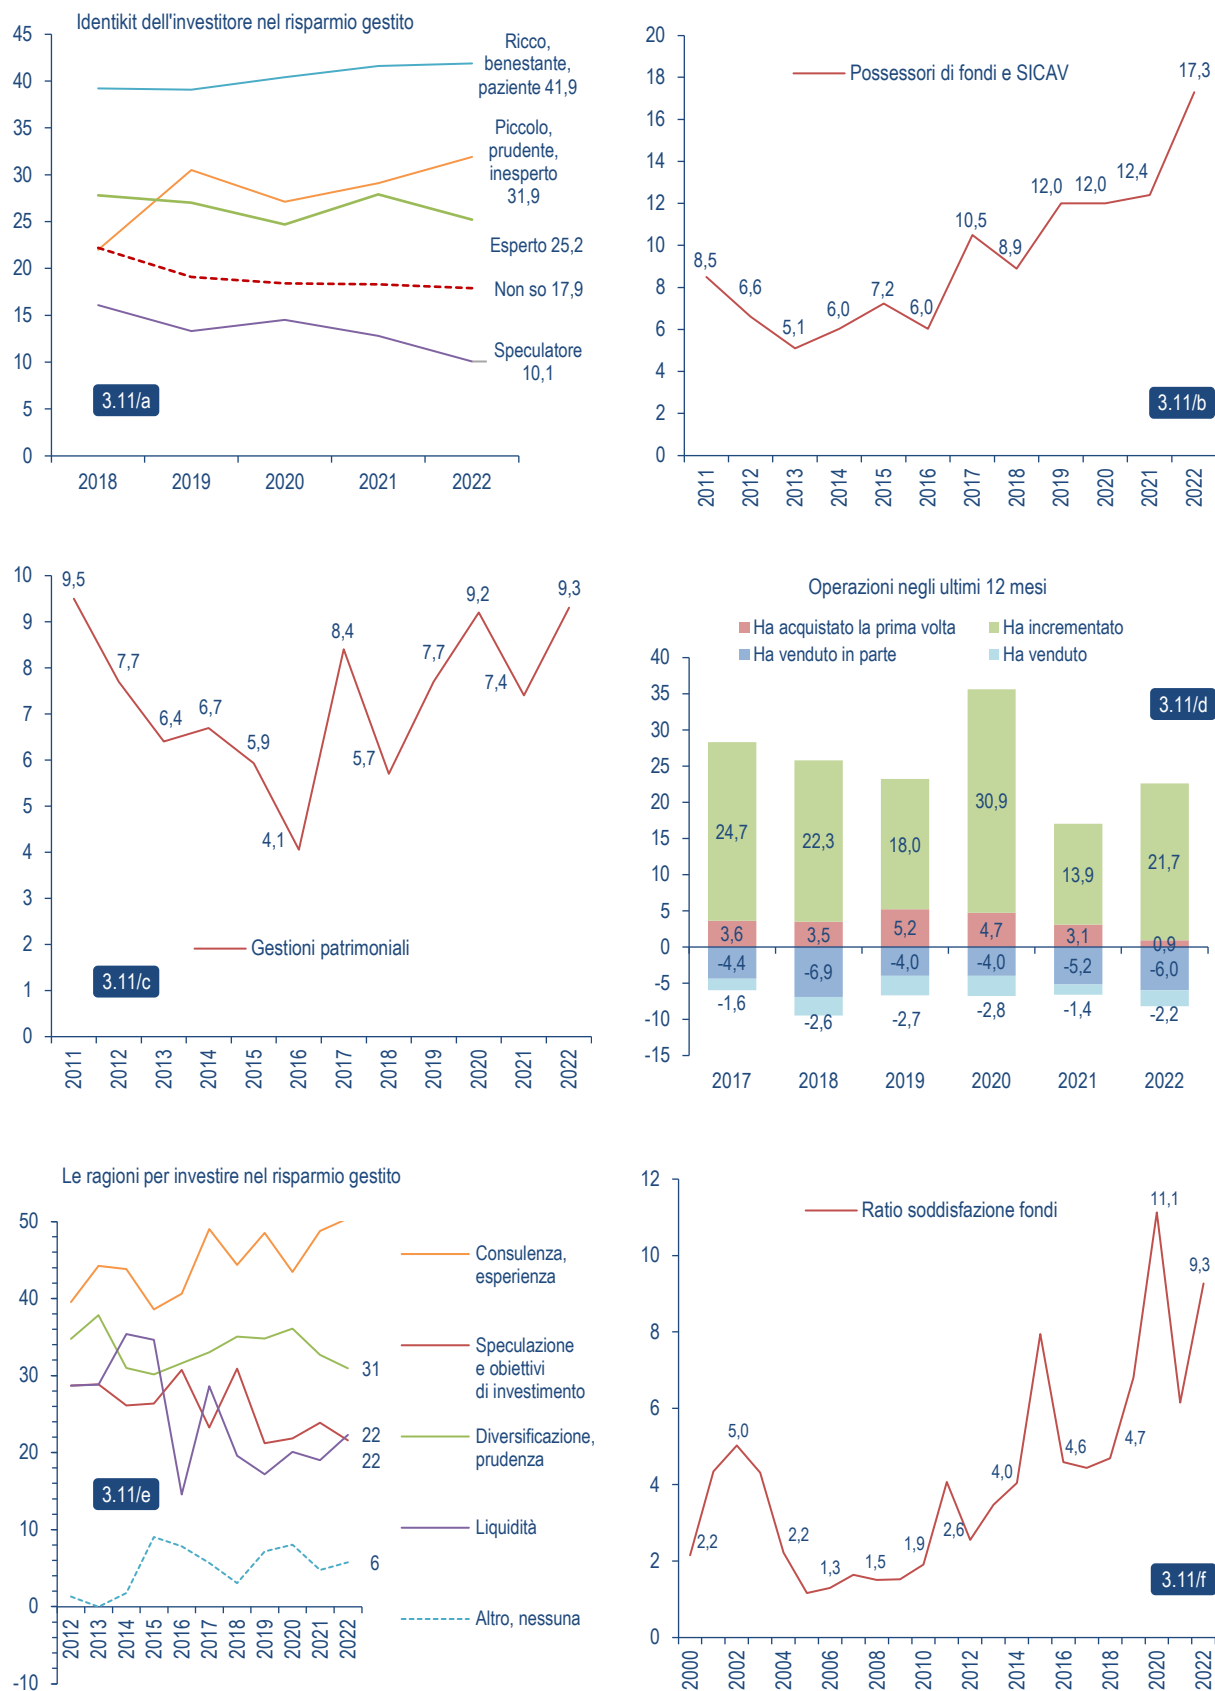 Identikit dell'investitore nel risparmio gestito
45
40
35
30
25
20
15
10
5
0
Ricco,
benestante,
paziente 41,9
Piccolo,
prudente,
inesperto
31,9
Esperto 25,2
Non so 17,9
Speculatore
10,1
3.11/a
2018 2019 2020 2021 2022
20
18
16
14
12
10
8
6
4
2
0
Possessori di fondi e SICAV
8,5 6,6 5,1 6,0 7,2 6,0 10,5 8,9 12,0 12,0 12,4 17,3
3.11/b
2011 2012 2013 2014 2015 2016 2017 2018 2019 2020 2021 2022
10
9
8
7
6
5
4
3
2
1
0
9,5 7,7 6,4 6,7 5,9 4,1 8,4 5,7 7,7 9,2 7,4 9,3
Gestioni patrimoniali
3.11/c
2011 2012 2013 2014 2015 2016 2017 2018 2019 2020 2021 2022
Operazioni negli ultimi 12 mesi
Ha acquistato la prima volta Ha incrementato
Ha venduto in parte Ha venduto
3.11/d
40
35
30
25
20
15
10
5
0
-5
-10
-15
24,7 22,3 18,0 30,9 13,9 21,7
3,6 3,5 5,2 4,7 3,1 0,9
-4,4 -6,9 -4,0 -4,0 -5,2 -6,0
-1,6 -2,6 -2,7 -2,8 -1,4 -2,2
2017 2018 2019 2020 2021 2022
Le ragioni per investire nel risparmio gestito
50
40
30
20
10
0
-10
31
22
22
6
3.11/e
2012 2013 2014 2015 2016 2017 2018 2019 2020 2021 2022
Consulenza,
esperienza
Speculazione
e obiettivi
di investimento
Diversificazione,
prudenza
Liquidità
Altro, nessuna
12
10
8
6
4
2
0
Ratio soddisfazione fondi
2,2 5,0 2,2 1,3 1,5 1,9 2,6 4,0 4,6 4,7 11,1 9,3
3.11/f
2000 2002 2004 2006 2008 2010 2012 2014 2016 2018 2020 2022